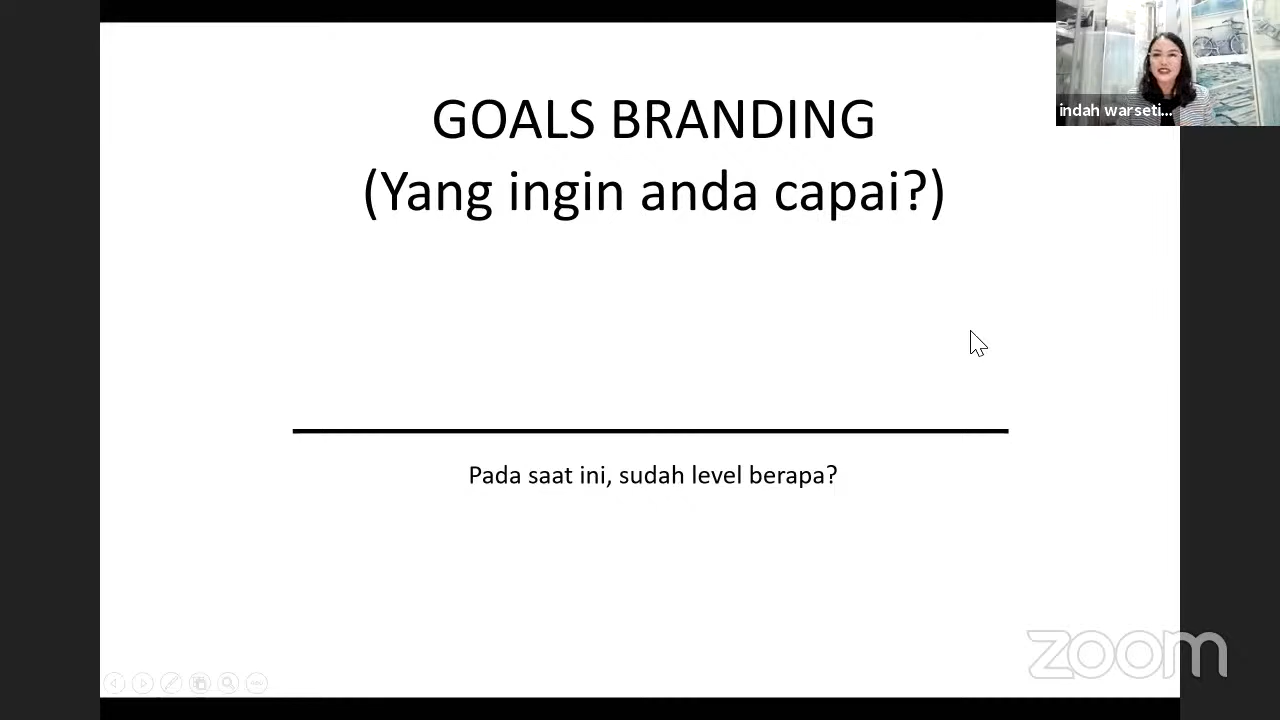 GOALS BRANDING
(Yang ingin anda capai?)
indah warseti...
Pada saat ini, sudah level berapa?
zoom